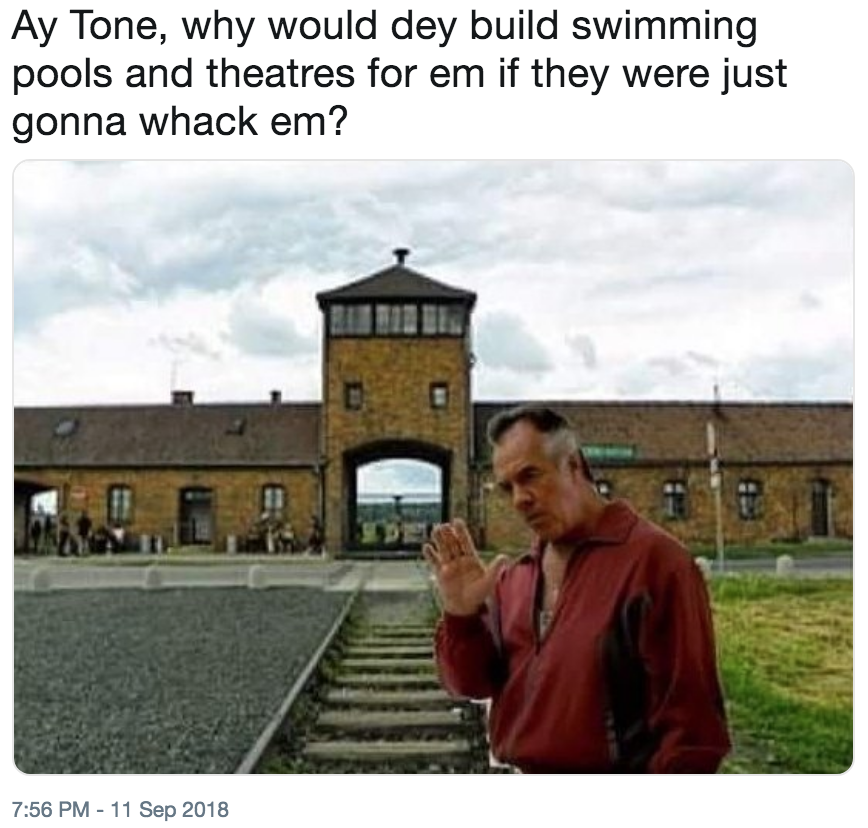 Ay Tone, why would dey build swimming
pools and theatres for em if they were just
gonna whack em?
7:56 PM - 11 Sep 2018